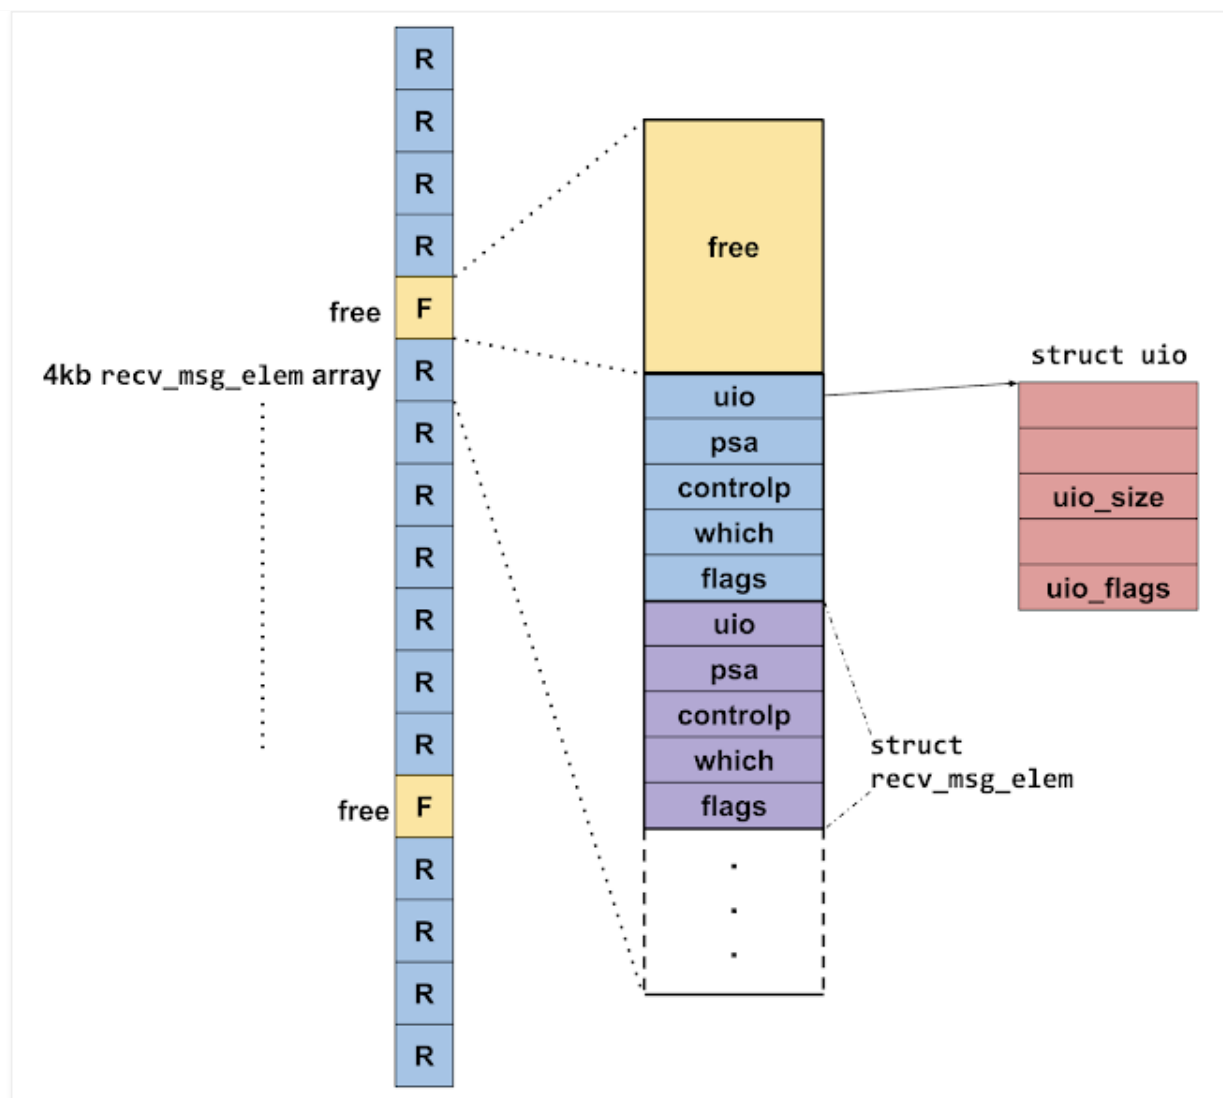 R
R
R
R
free F
4kb recv_msg_elem array R
R
R
R
R
R
R
free F
R
R
R
R
free
uio
psa
controlp
which
flags
uio
psa
controlp
which
flags
.
.
.
struct uio
uio_size
uio_flags
struct
recv_msg_elem